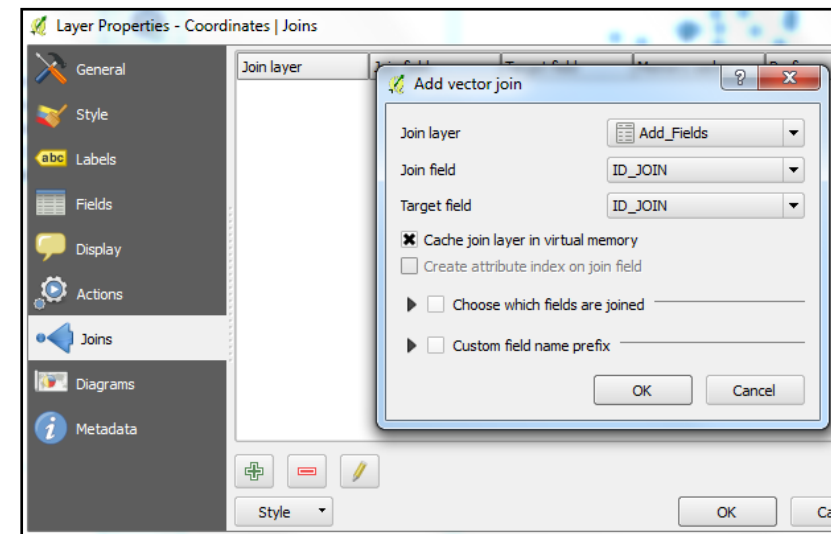 Layer Properties - Coordinates | Joins
General
Style
abc Labels
Fields
Display
Actions
Joins
Diagrams
Metadata
Join layer
Add vector join
?
Join layer
Add_Fields
Join field
ID_JOIN
Target field
ID_JOIN
Cache join layer in virtual memory
Create attribute index on join field
Choose which fields are joined
Custom field name prefix
OK Cancel
Style
OK Ca